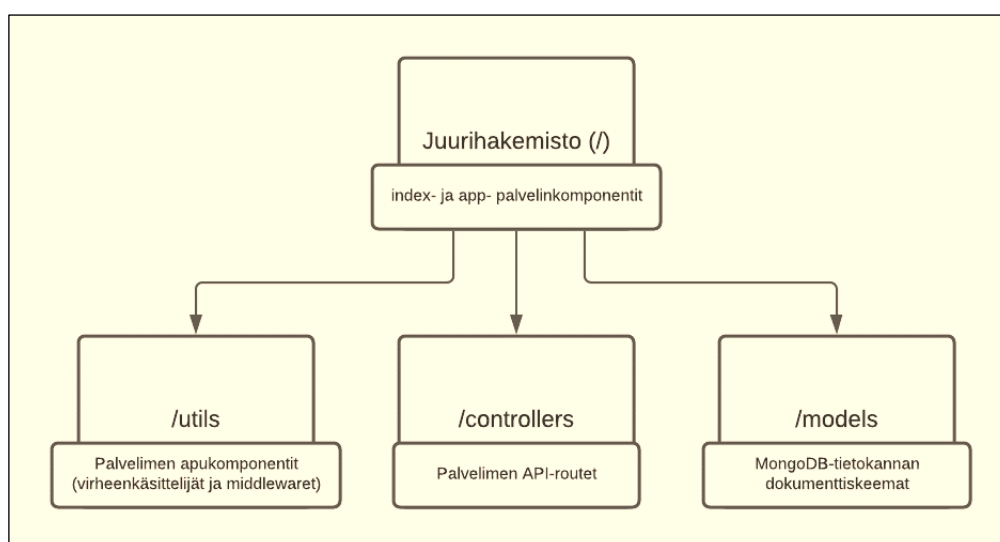 Juurihakemisto (/)
index- ja app- palvelinkomponentit
/utils
Palvelimen apukomponentit
(virheenkäsittelijät ja middlewaret)
/controllers
Palvelimen API-routet
/models
MongoDB-tietokannan
dokumenttiskeemat